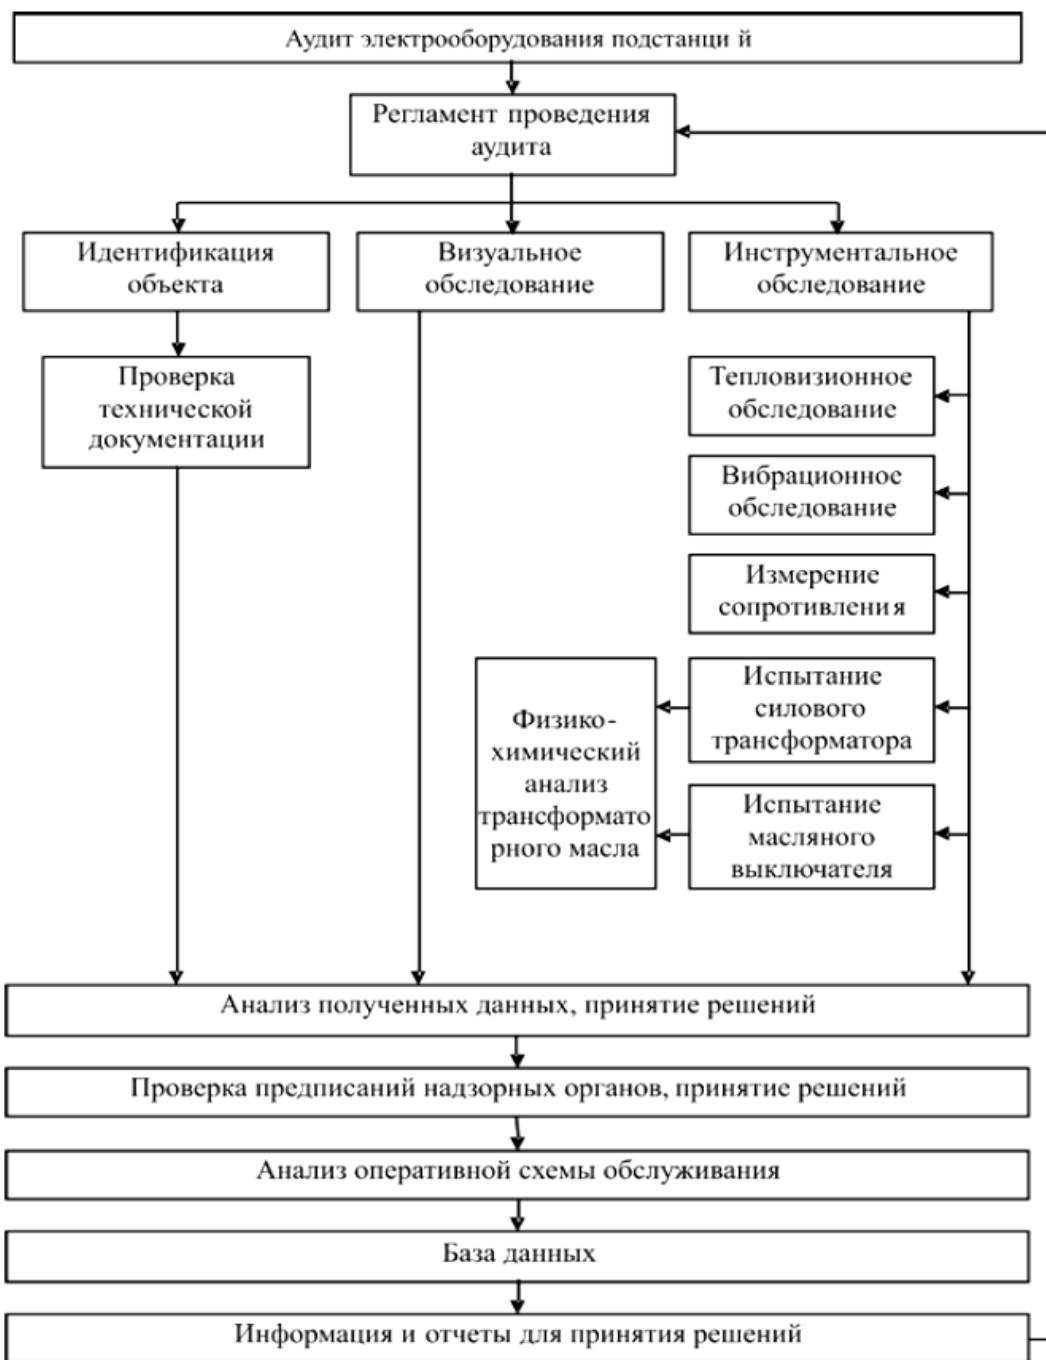 Аудит электрооборудования подстанци й
Регламент проведения
аудита
Идентификация
объекта
Визуальное
обследование
Инструментальное
обследование
Проверка
технической
документации
Тепловизионное
обследование
Вибрационное
обследование
Измерение
сопротивления
Физико-
химический
анализ
трансформато
рного масла
Испытание
силового
трансформатора
Испытание
масляного
выключателя
Анализ полученных данных, принятие решений
Проверка предписаний надзорных органов, принятие решений
Анализ оперативной схемы обслуживания
База данных
Информация и отчеты для принятия решений